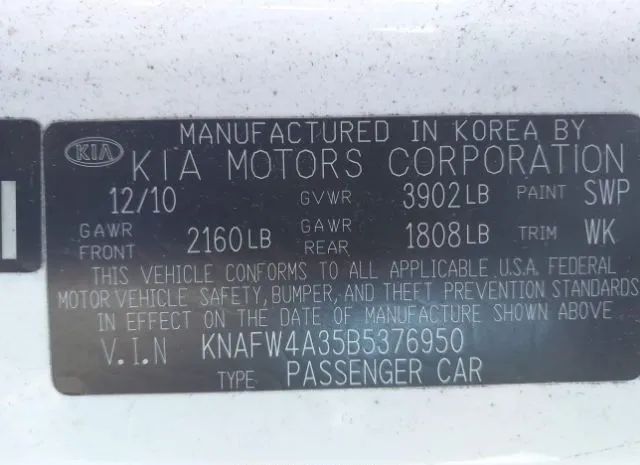 MANUFACTURED IN KOREA BY
KIA KIA MOTORS CORPORATION
12/10 GVWR 3902LB PAINT SWP
GAWR FRONT 2160LB GAWR REAR 1808LB TRIM WK
THIS VEHICLE CONFORMS TO ALL APPLICABLE U.S.A. FEDERAL
MOTOR VEHICLE SAFETY, BUMPER, AND THEFT PREVENTION STANDARDS
IN EFFECT ON THE DATE OF MANUFACTURE SHOWN ABOVE
V.I.N KNAFW4A35B5376950
TYPE PASSENGER CAR